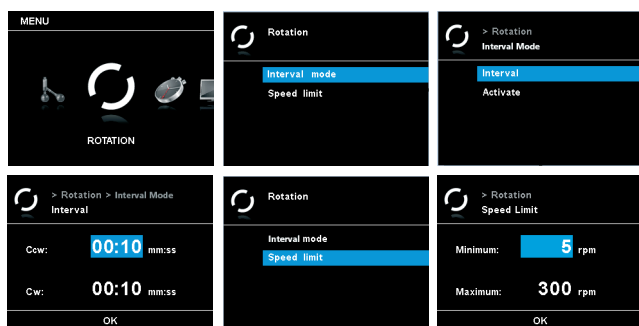 MENU
ROTATION
Rotation
Interval mode
Speed limit
> Rotation
Interval Mode
Interval
Activate
> Rotation > Interval Mode
Interval
Ccw: 00:10 mm:ss
Cw: 00:10 mm:ss
OK
Rotation
Interval mode
Speed limit
> Rotation
Speed Limit
Minimum: 5 rpm
Maximum: 300 rpm
OK